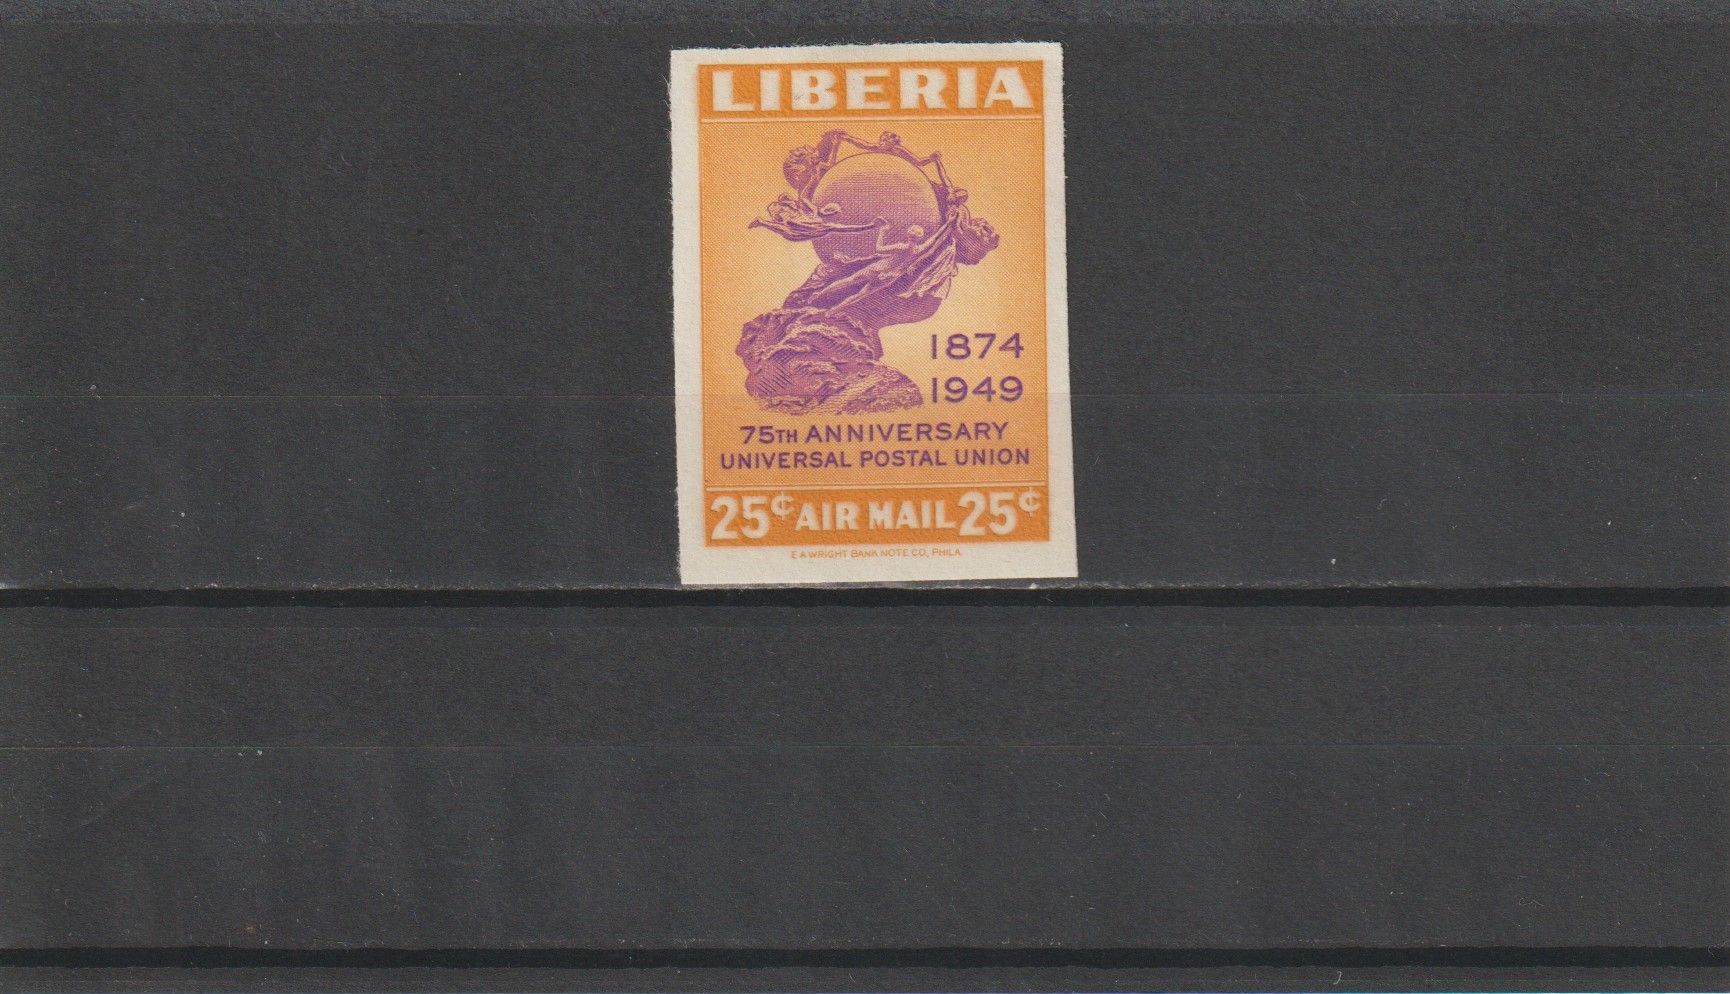 LIBERIA
1874
1949
75TH ANNIVERSARY
UNIVERSAL POSTAL UNION
25¢ AIR MAIL 25¢
E A WRIGHT BANK NOTE CO, PHILA